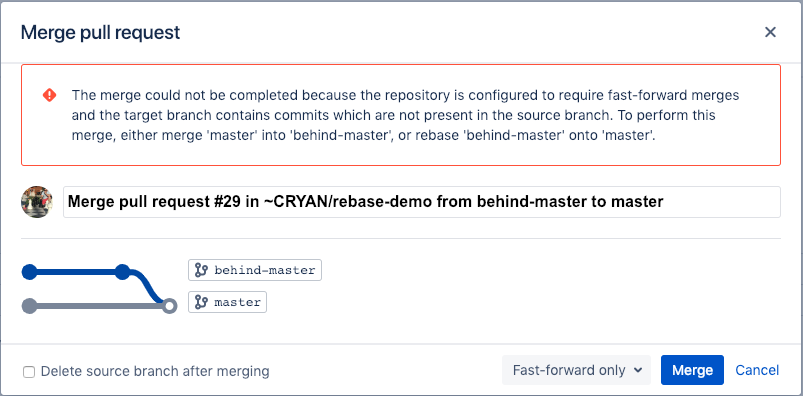 Merge pull request
The merge could not be completed because the repository is configured to require fast-forward merges
and the target branch contains commits which are not present in the source branch. To perform this
merge, either merge 'master' into 'behind-master', or rebase 'behind-master' onto 'master'.
Merge pull request #29 in ~CRYAN/rebase-demo from behind-master to master
behind-master
master
Delete source branch after merging
Fast-forward only
Merge
Cancel